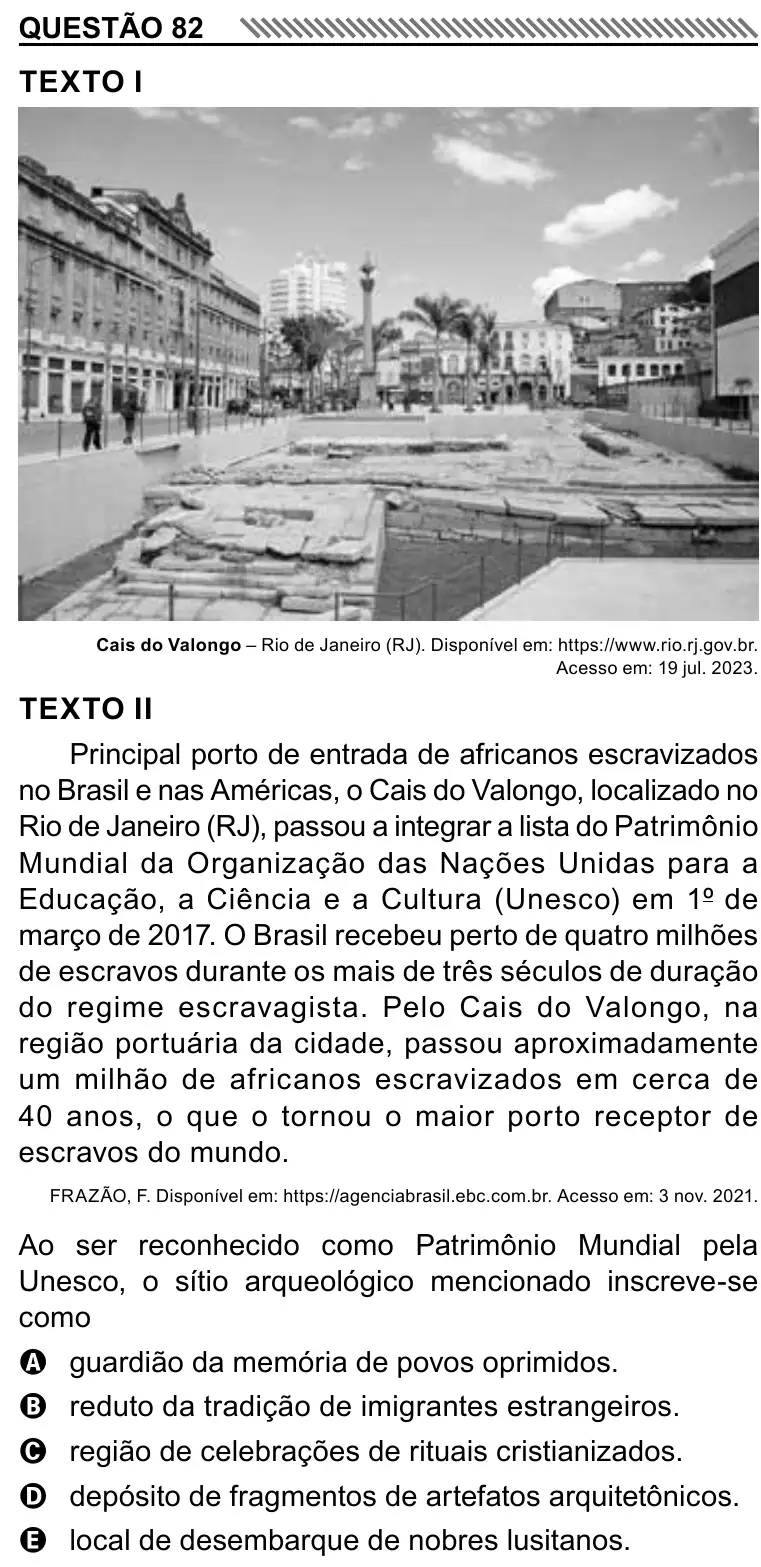 QUESTÃO 82
TEXTO I
Cais do Valongo – Rio de Janeiro (RJ). Disponível em: https://www.rio.rj.gov.br.
Acesso em: 19 jul. 2023.
TEXTO II
Principal porto de entrada de africanos escravizados
no Brasil e nas Américas, o Cais do Valongo, localizado no
Rio de Janeiro (RJ), passou a integrar a lista do Patrimônio
Mundial da Organização das Nações Unidas para a
Educação, a Ciência e a Cultura (Unesco) em 1º de
março de 2017. O Brasil recebeu perto de quatro milhões
de escravos durante os mais de três séculos de duração
do regime escravagista. Pelo Cais do Valongo, na
região portuária da cidade, passou aproximadamente
um milhão de africanos escravizados em cerca de
40 anos, o que o tornou o maior porto receptor de
escravos do mundo.
FRAZÃO, F. Disponível em: https://agenciabrasil.ebc.com.br. Acesso em: 3 nov. 2021.
Ao ser reconhecido como Patrimônio Mundial pela
Unesco, o sítio arqueológico mencionado inscreve-se
como
A guardião da memória de povos oprimidos.
B reduto da tradição de imigrantes estrangeiros.
C região de celebrações de rituais cristianizados.
D depósito de fragmentos de artefatos arquitetônicos.
E local de desembarque de nobres lusitanos.